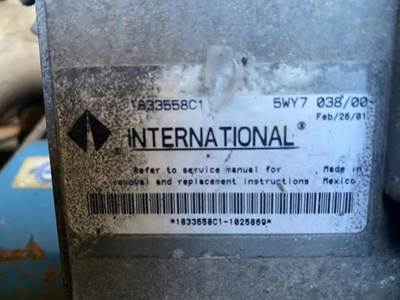 1833558C1 5WY7 038/00-
Feb/26/01
INTERNATIONAL®
Refer to service manual for Made in
removal and replacement instructions Mexico
*1833558C1-1025869*